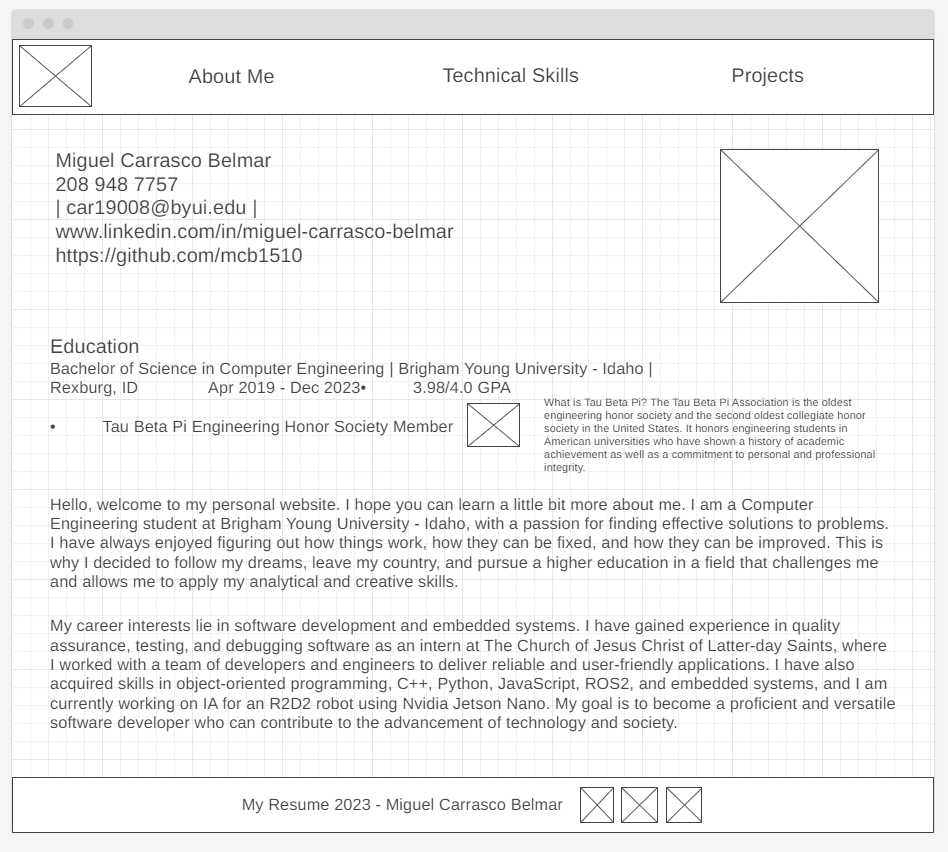 About Me
Technical Skills
Projects
Miguel Carrasco Belmar
208 948 7757
| car19008@byui.edu |
www.linkedin.com/in/miguel-carrasco-belmar
https://github.com/mcb1510
Education
Bachelor of Science in Computer Engineering | Brigham Young University - Idaho |
Rexburg, ID Apr 2019 - Dec 2023• 3.98/4.0 GPA
• Tau Beta Pi Engineering Honor Society Member
What is Tau Beta Pi? The Tau Beta Pi Association is the oldest
engineering honor society and the second oldest collegiate honor
society in the United States. It honors engineering students in
American universities who have shown a history of academic
achievement as well as a commitment to personal and professional
integrity.
Hello, welcome to my personal website. I hope you can learn a little bit more about me. I am a Computer
Engineering student at Brigham Young University - Idaho, with a passion for finding effective solutions to problems.
I have always enjoyed figuring out how things work, how they can be fixed, and how they can be improved. This is
why I decided to follow my dreams, leave my country, and pursue a higher education in a field that challenges me
and allows me to apply my analytical and creative skills.
My career interests lie in software development and embedded systems. I have gained experience in quality
assurance, testing, and debugging software as an intern at The Church of Jesus Christ of Latter-day Saints, where
I worked with a team of developers and engineers to deliver reliable and user-friendly applications. I have also
acquired skills in object-oriented programming, C++, Python, JavaScript, ROS2, and embedded systems, and I am
currently working on IA for an R2D2 robot using Nvidia Jetson Nano. My goal is to become a proficient and versatile
software developer who can contribute to the advancement of technology and society.
My Resume 2023 - Miguel Carrasco Belmar